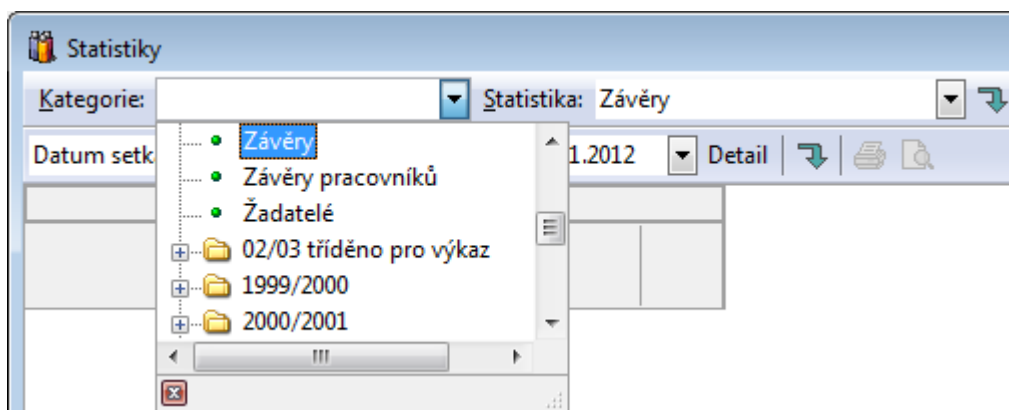 Statistiky
Kategorie: Statistika: Závěry
Datum setk 1.2012 Detail
Závěry
Závěry pracovníků
Žadatelé
02/03 tříděno pro výkaz
1999/2000
2000/2001